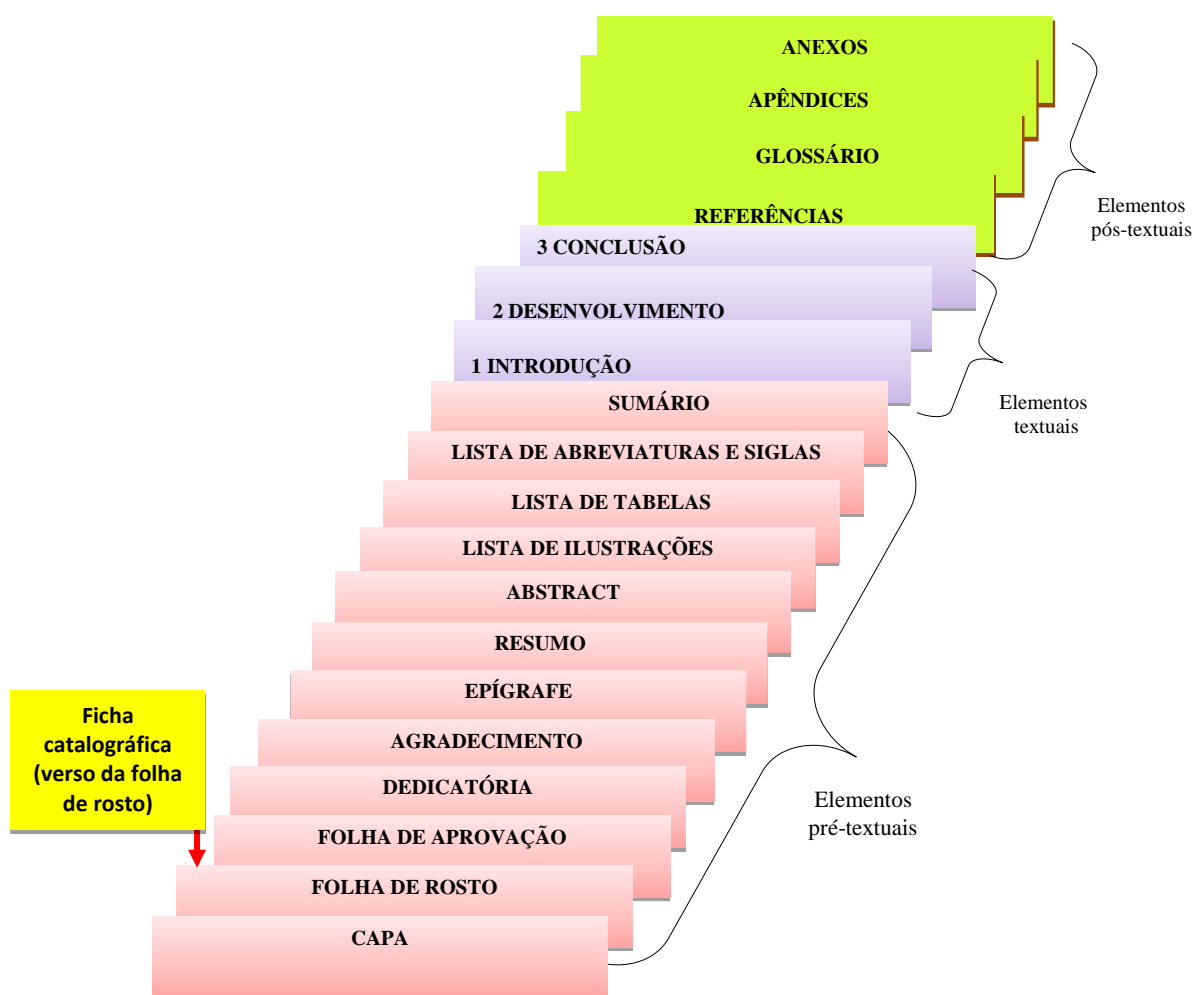 ANEXOS
APÊNDICES
GLOSSÁRIO
REFERÊNCIAS
Elementos
pós-textuais
3 CONCLUSÃO
2 DESENVOLVIMENTO
1 INTRODUÇÃO
Elementos
textuais
SUMÁRIO
LISTA DE ABREVIATURAS E SIGLAS
LISTA DE TABELAS
LISTA DE ILUSTRAÇÕES
ABSTRACT
RESUMO
EPÍGRAFE
AGRADECIMENTO
DEDICATÓRIA
FOLHA DE APROVAÇÃO
FOLHA DE ROSTO
CAPA
Elementos
pré-textuais
Ficha
catalográfica
(verso da folha
de rosto)